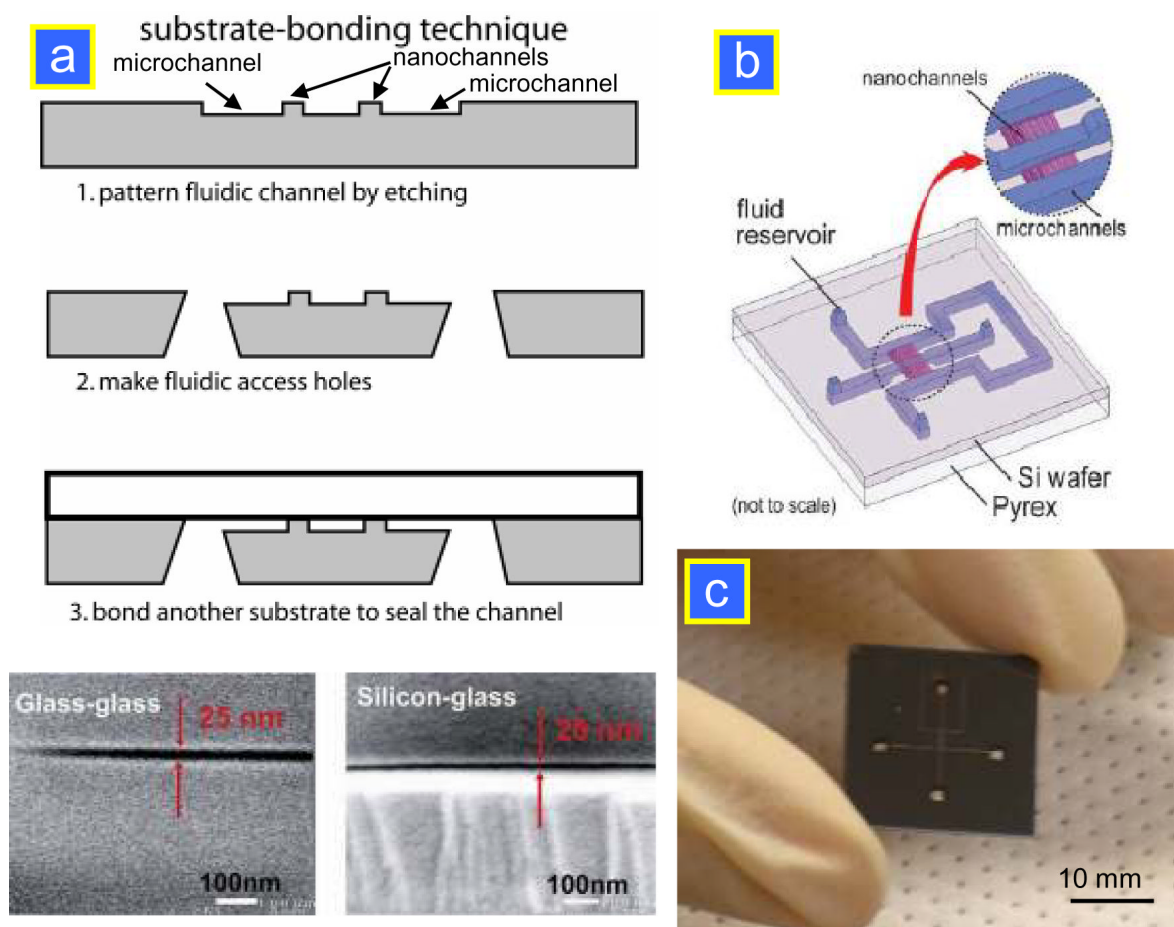 a
substrate-bonding technique
microchannel
nanochannels
microchannel
1. pattern fluidic channel by etching
2. make fluidic access holes
3. bond another substrate to seal the channel
Glass-glass
25 nm
100nm
Silicon-glass
100nm
b
nanochannels
microchannels
fluid
reservoir
Si wafer
Pyrex
(not to scale)
c
10 mm